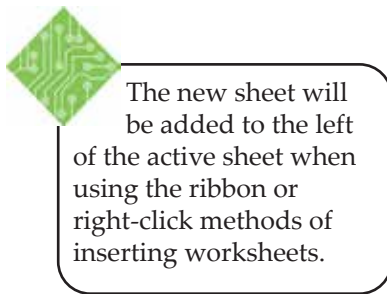 The new sheet will
be added to the left
of the active sheet when
using the ribbon or
right-click methods of
inserting worksheets.